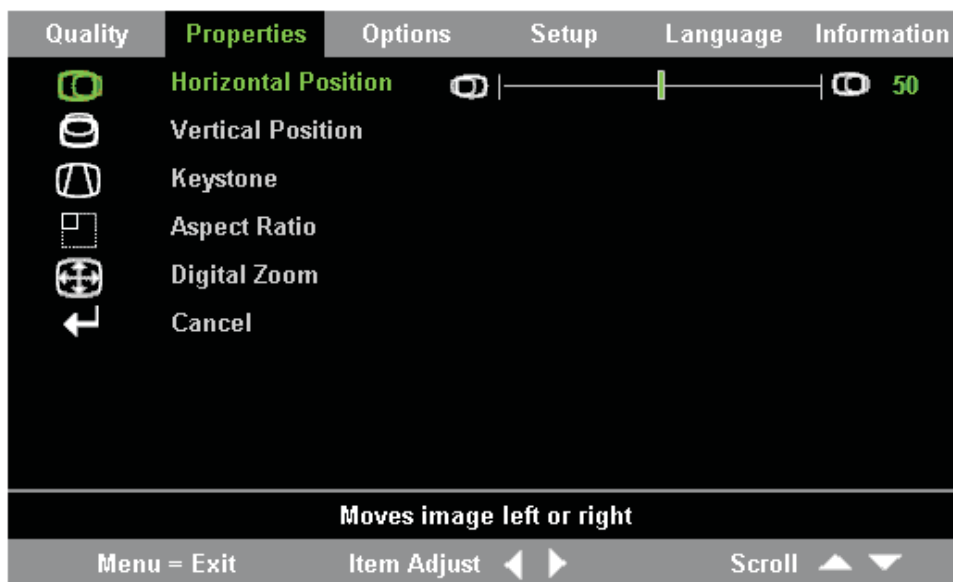 Quality Properties Options Setup Language Information
Horizontal Position 50
Vertical Position
Keystone
Aspect Ratio
Digital Zoom
Cancel
Moves image left or right
Menu = Exit Item Adjust Scroll